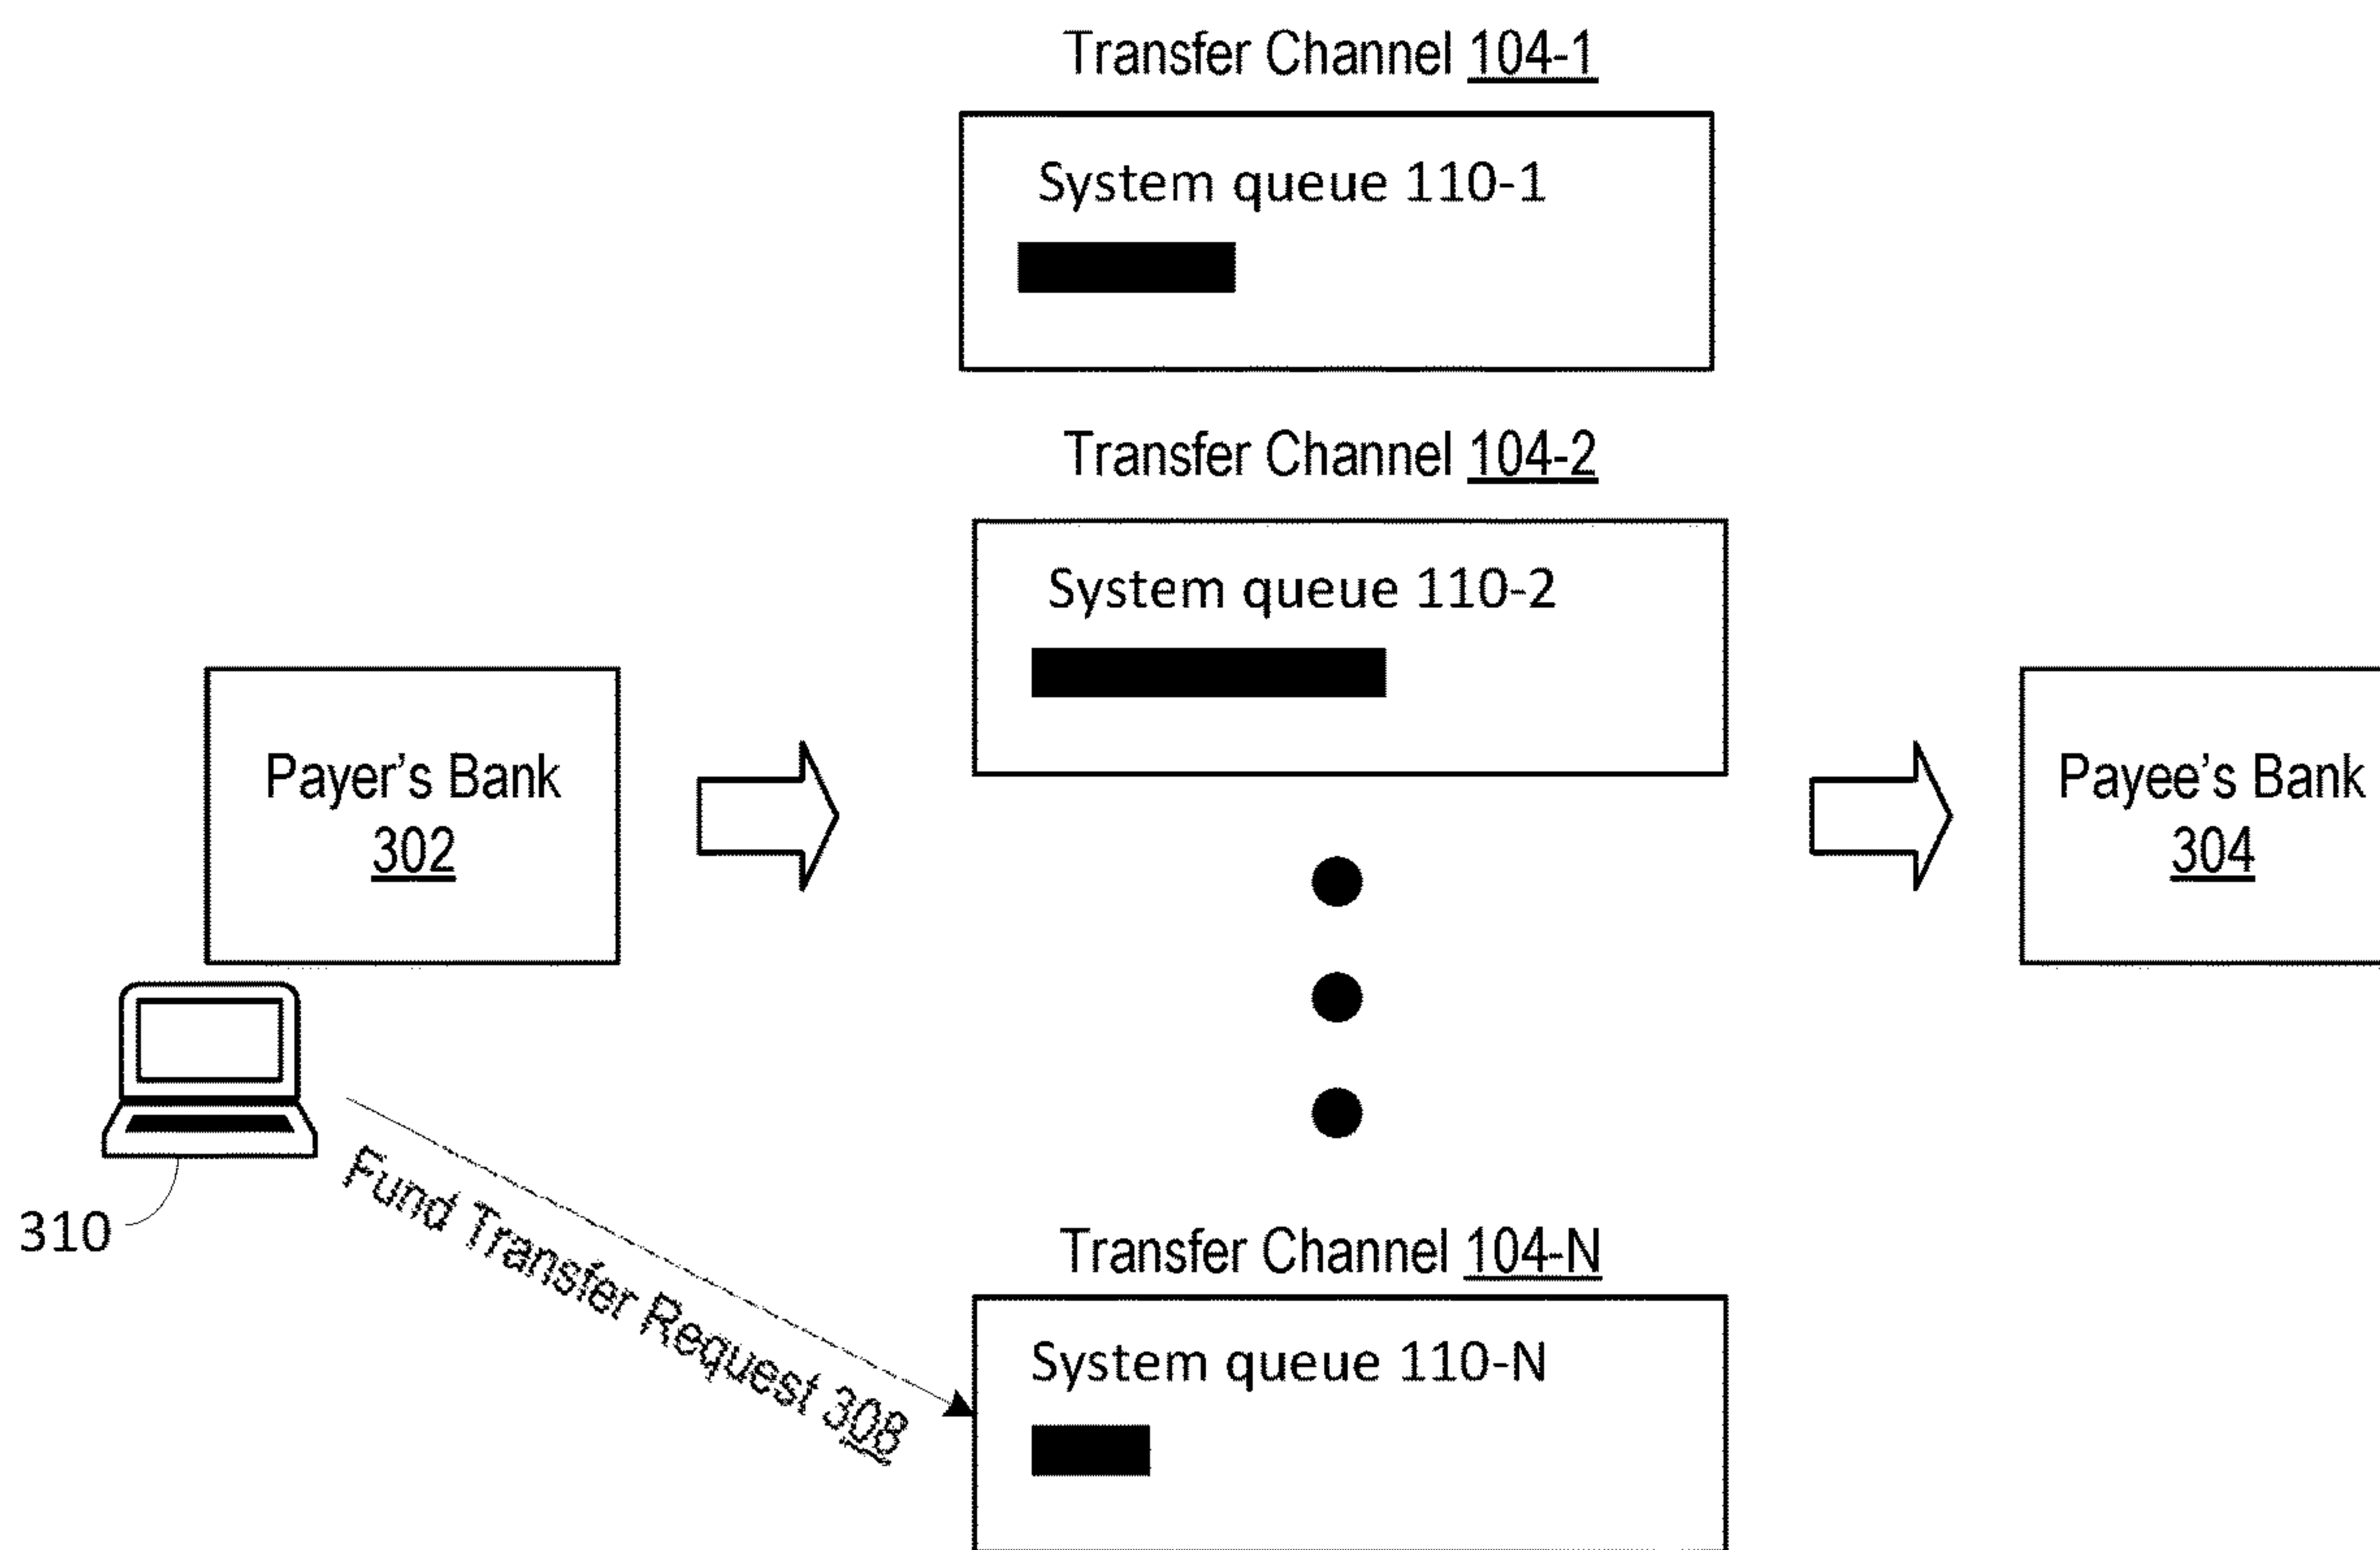 Transfer Channel 104-1
System queue 110-1
Transfer Channel 104-2
System queue 110-2
Payer's Bank
302
Payee's Bank
304
310
Fund Transfer Request 308
Transfer Channel 104-N
System queue 110-N